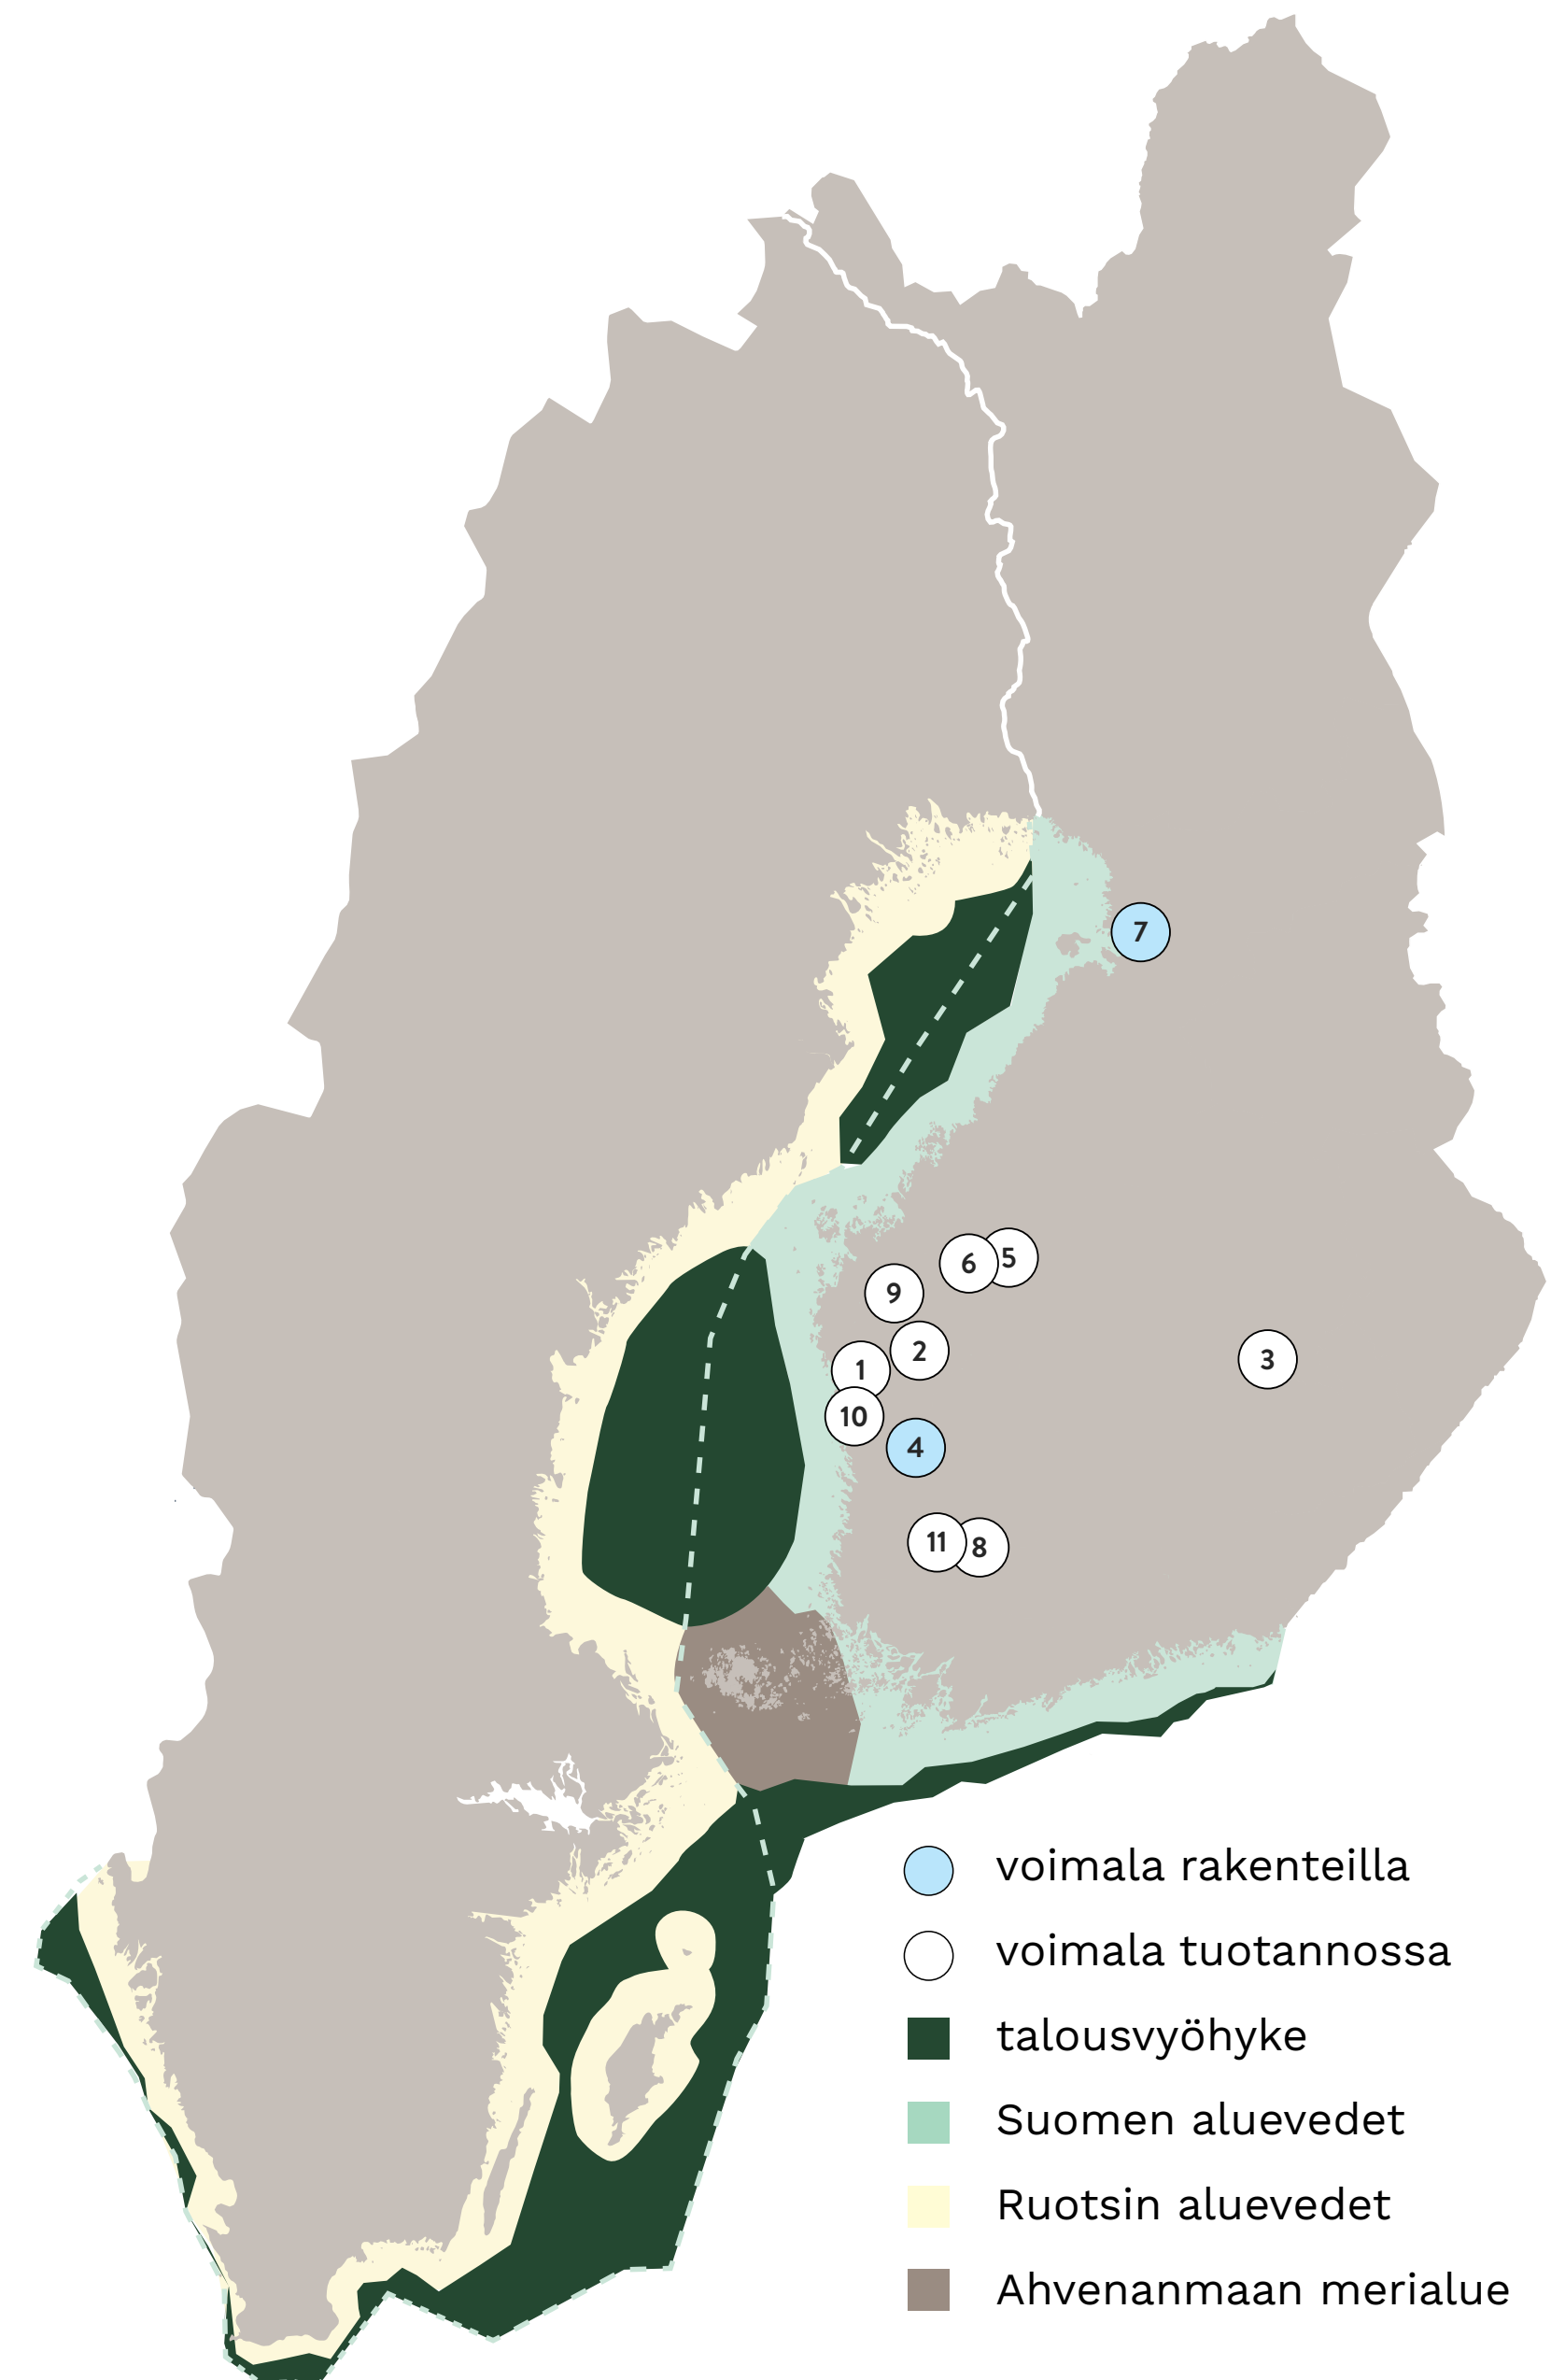 7
6 5
9
2
3
1
10
4
11 8
voimala rakenteilla
voimala tuotannossa
talousvyöhyke
Suomen aluevedet
Ruotsin aluevedet
Ahvenanmaan merialue